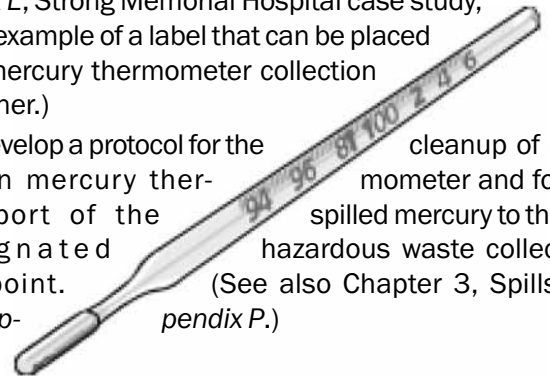 E, Strong Memorial Hospital case study,
example of a label that can be placed
mercury thermometer collection
ner.)
velop a protocol for the cleanup of
n mercury ther- mometer and fo
port of the spilled mercury to th
gnated hazardous waste collec
point. (See also Chapter 3, Spills
p- pendix P.)
94 96 100 2 4 6